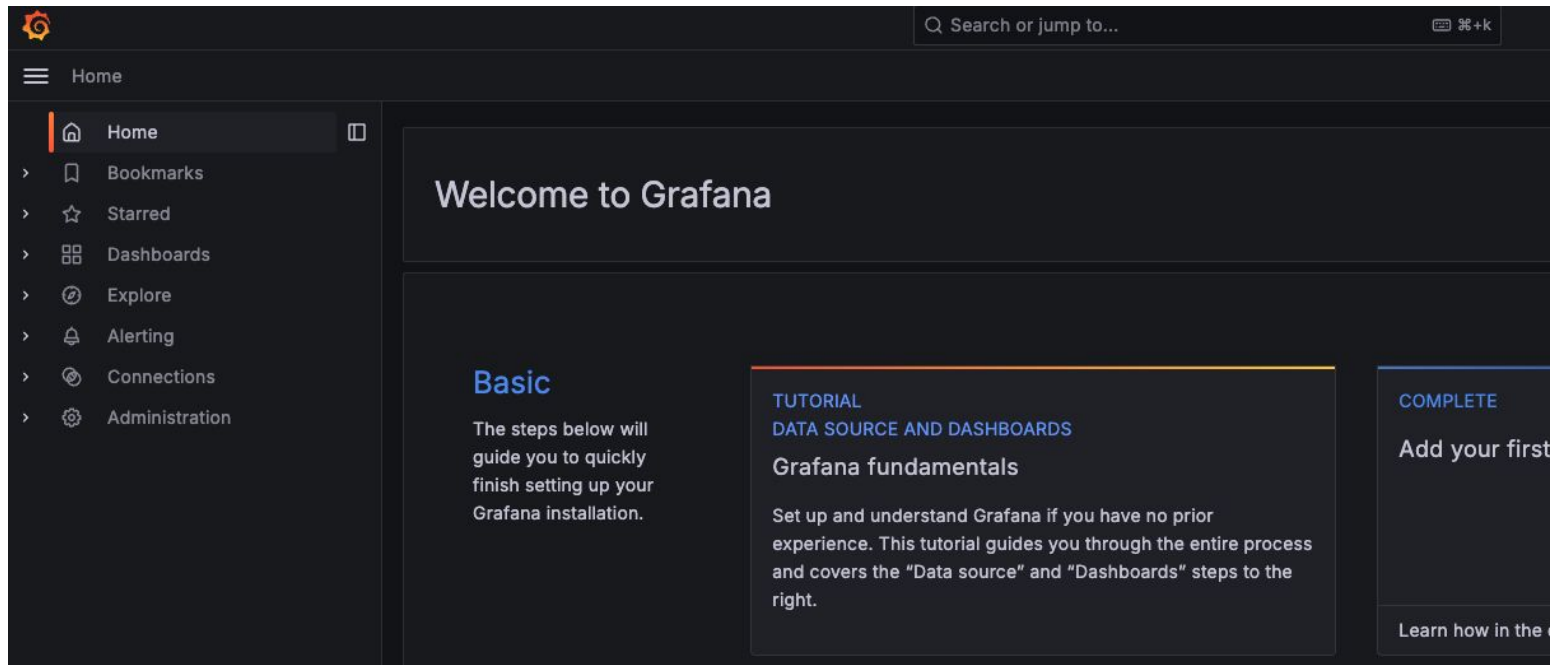 Search or jump to...
⌘+k
Home
Home
Bookmarks
Starred
Dashboards
Explore
Alerting
Connections
Administration
Welcome to Grafana
Basic
The steps below will
guide you to quickly
finish setting up your
Grafana installation.
TUTORIAL
DATA SOURCE AND DASHBOARDS
Grafana fundamentals
Set up and understand Grafana if you have no prior
experience. This tutorial guides you through the entire process
and covers the “Data source” and “Dashboards” steps to the
right.
COMPLETE
Add your first
Learn how in the